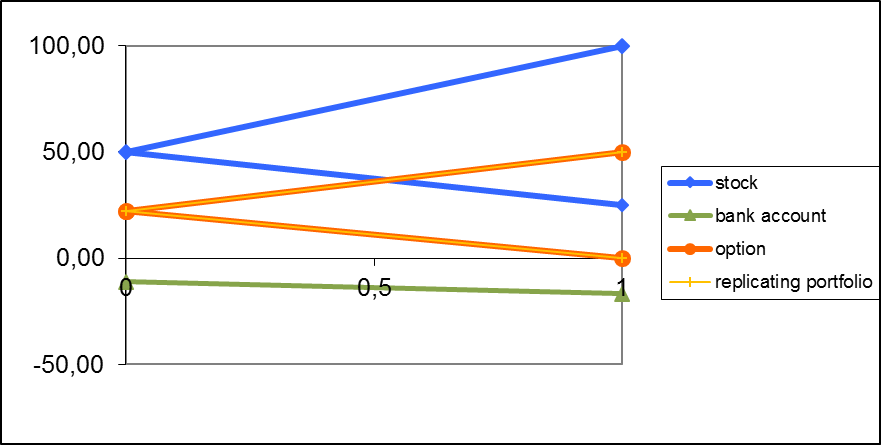 100,00
50,00
0,00
-50,00
0
0,5
1
stock
bank account
option
replicating portfolio